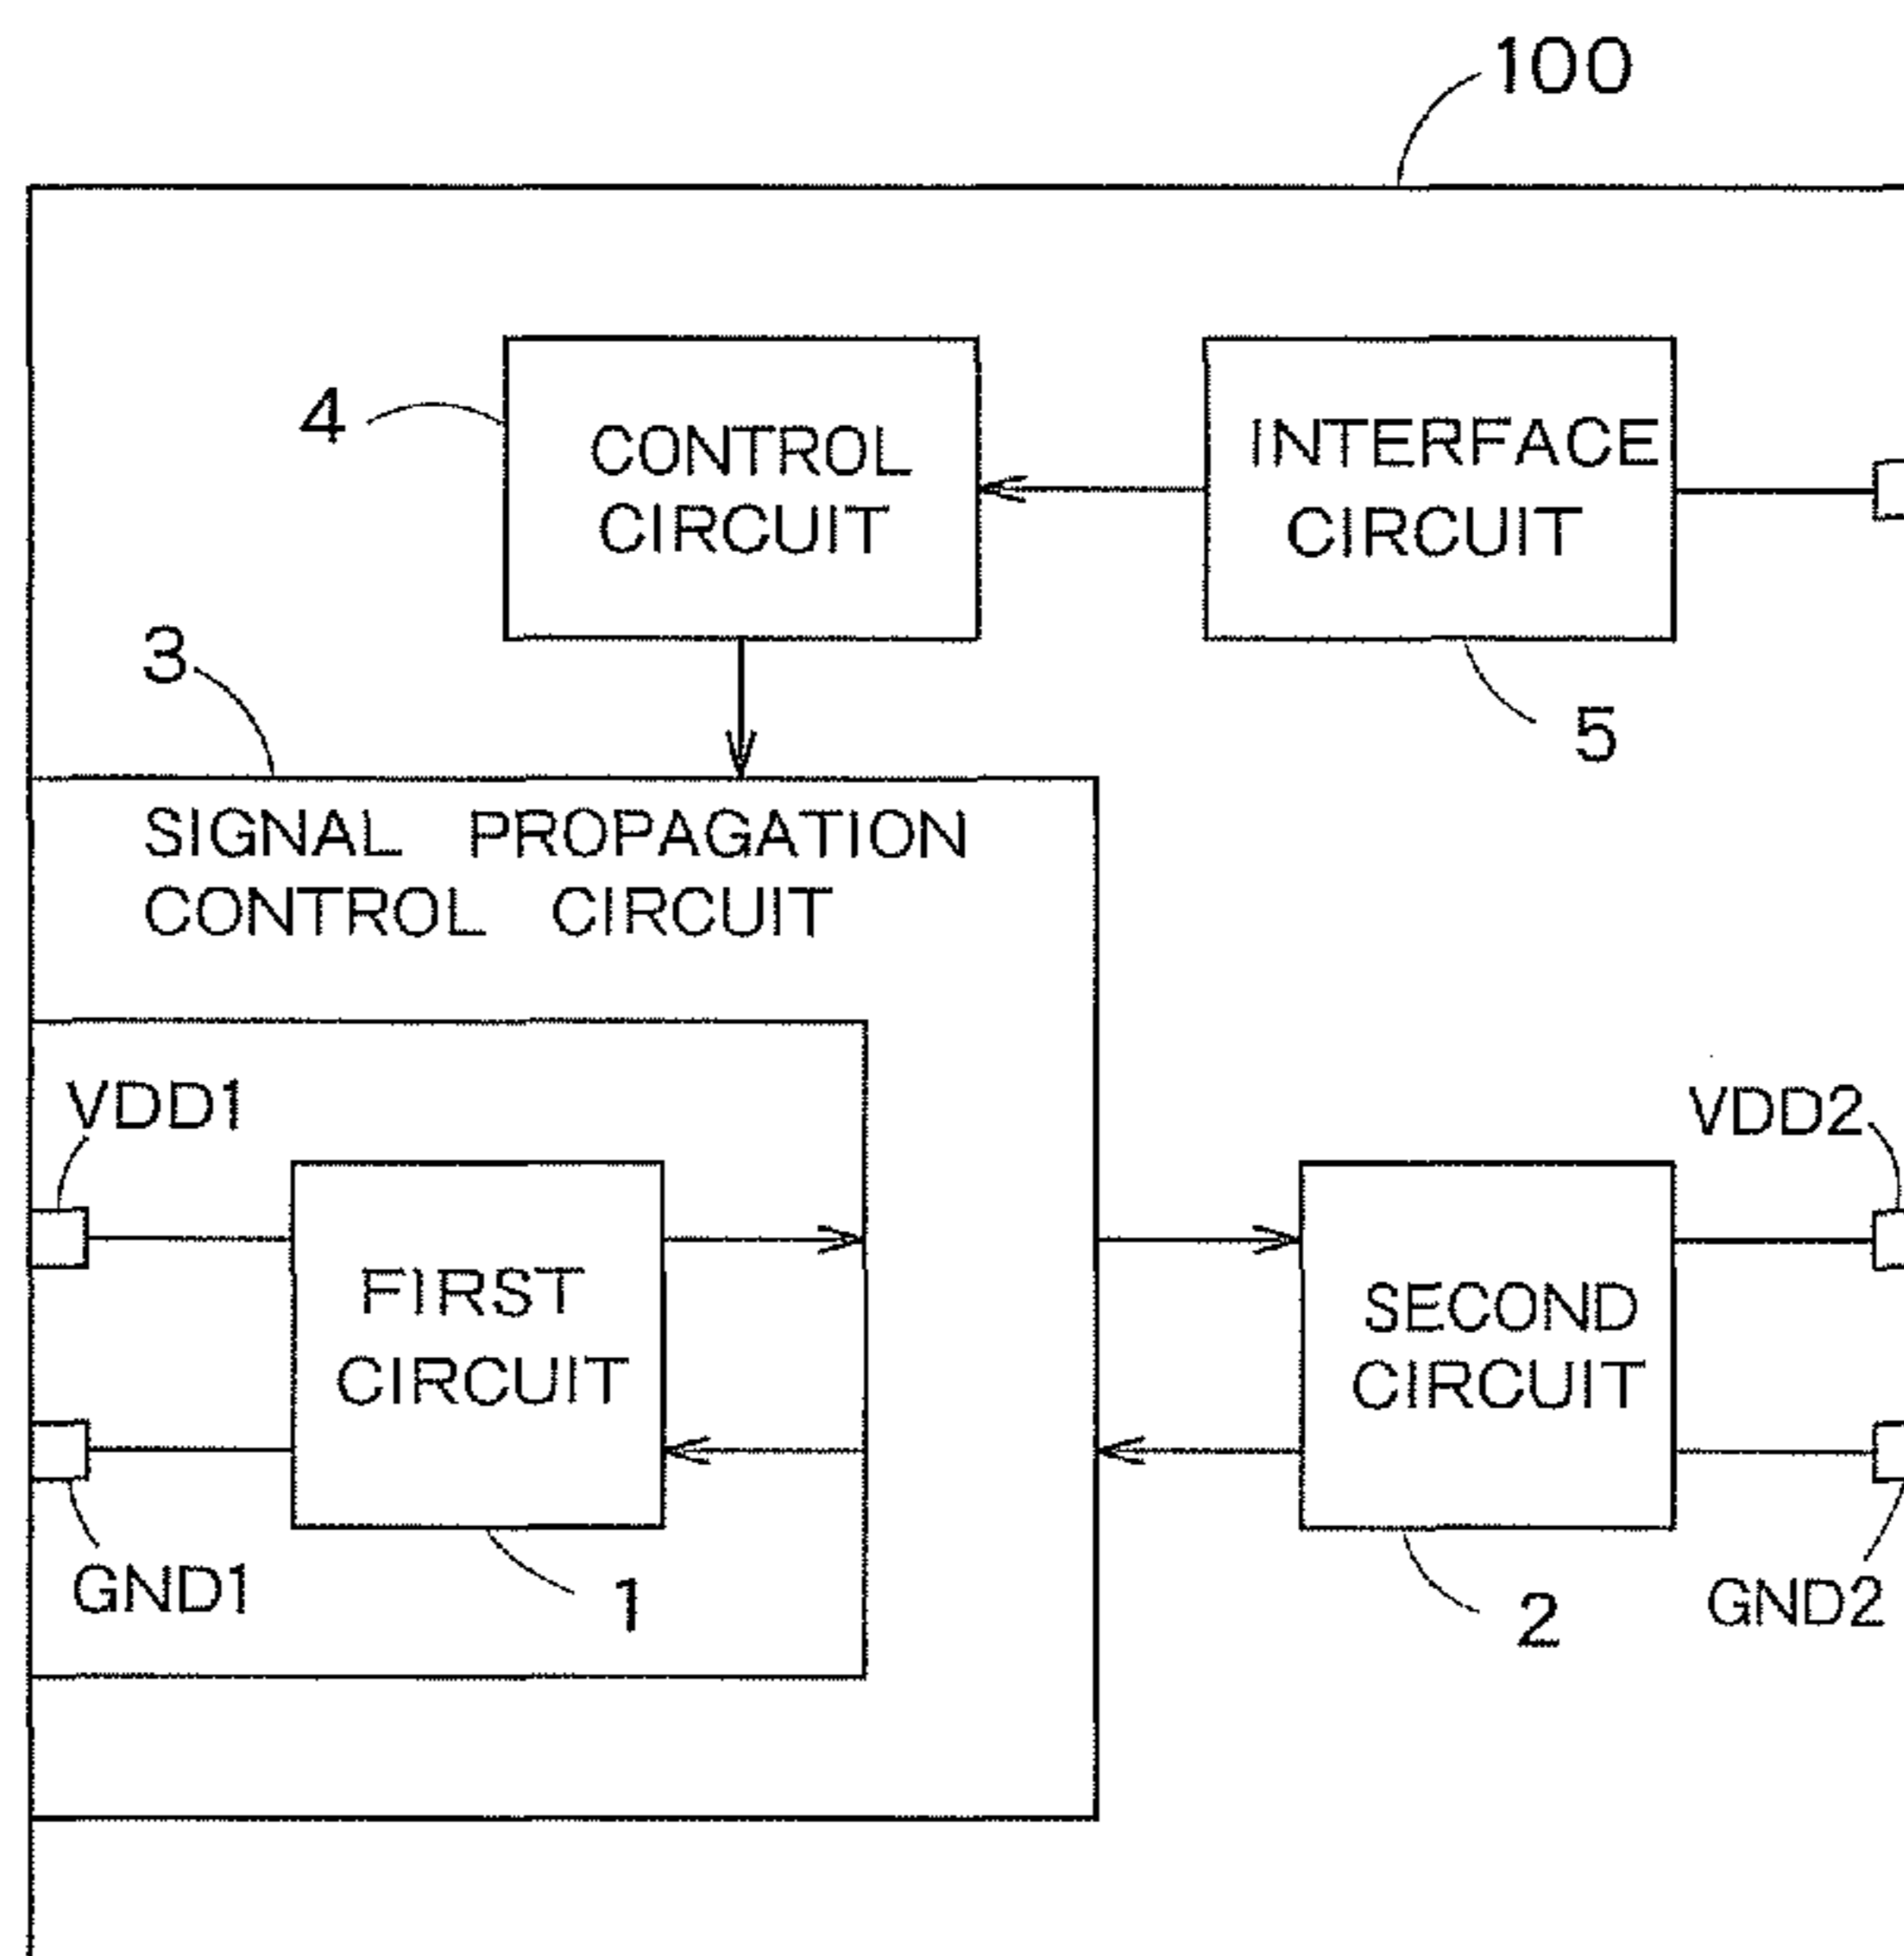 100
4
CONTROL
CIRCUIT
INTERFACE
CIRCUIT
3
5
SIGNAL PROPAGATION
CONTROL CIRCUIT
VDD1
VDD2
FIRST
CIRCUIT
SECOND
CIRCUIT
GND1
1
2
GND2